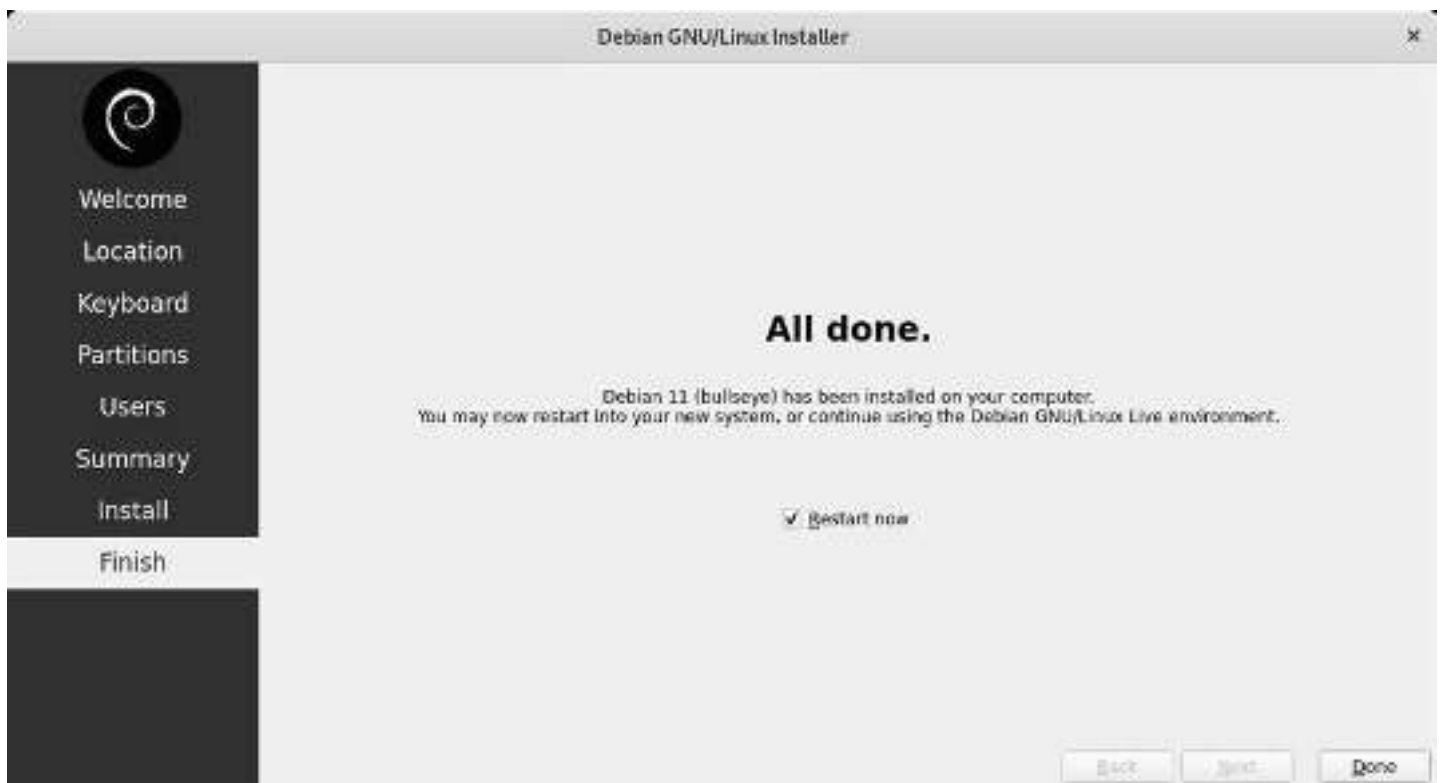 Debian GNU/Linux Installer
Welcome
Location
Keyboard
Partitions
Users
Summary
Install
Finish
All done.
Debian 11 (bullseye) has been installed on your computer.
You may now restart into your new system, or continue using the Debian GNU/Linux Live environment.
Restart now
Back
Next
Done